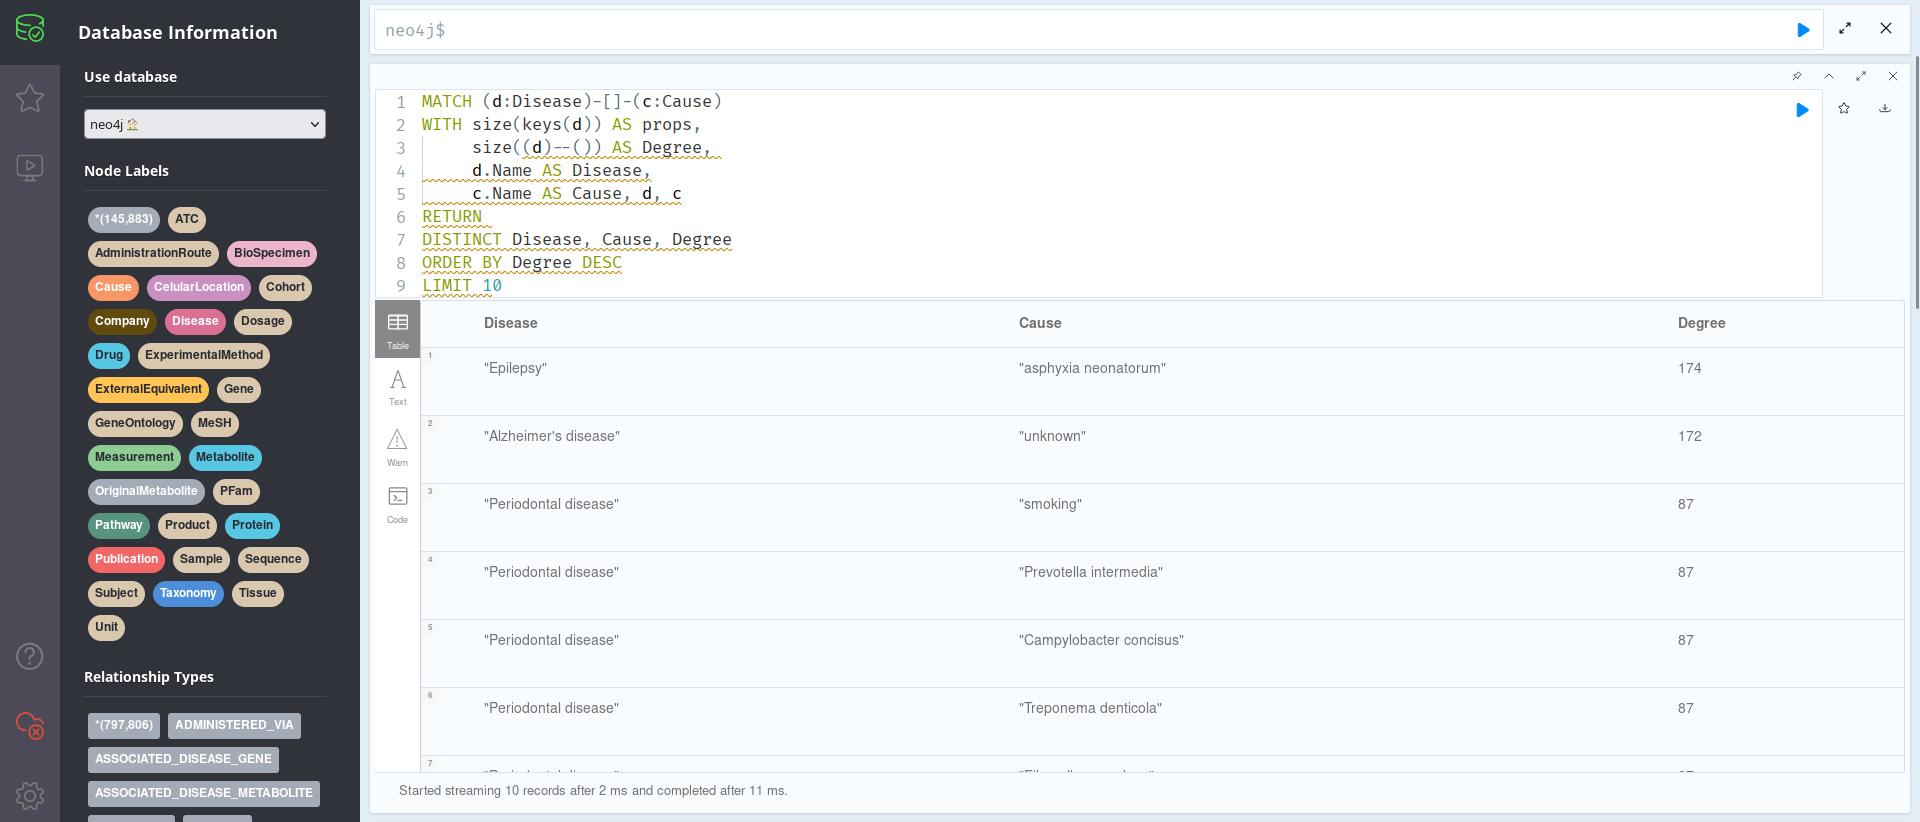 Database Information
Use database
neo4j
Node Labels
*(145,883) ATC
AdministrationRoute BioSpecimen
Cause CelularLocation Cohort
Company Disease Dosage
Drug ExperimentalMethod
ExternalEquivalent Gene
GeneOntology MeSH
Measurement Metabolite
OriginalMetabolite PFam
Pathway Product Protein
Publication Sample Sequence
Subject Taxonomy Tissue
Unit
Relationship Types
*(797,806) ADMINISTERED_VIA
ASSOCIATED_DISEASE_GENE
ASSOCIATED_DISEASE_METABOLITE
neo4j$
1 MATCH (d:Disease)-[]-(c:Cause)
2 WITH size(keys(d)) AS props,
3 size((d)--()) AS Degree,
4 d.Name AS Disease,
5 c.Name AS Cause, d, c
6 RETURN
7 DISTINCT Disease, Cause, Degree
8 ORDER BY Degree DESC
9 LIMIT 10
Table
Text
Warn
Code
Disease Cause Degree
1 "Epilepsy" "asphyxia neonatorum" 174
2 "Alzheimer's disease" "unknown" 172
3 "Periodontal disease" "smoking" 87
4 "Periodontal disease" "Prevotella intermedia" 87
5 "Periodontal disease" "Campylobacter concisus" 87
6 "Periodontal disease" "Treponema denticola" 87
7
Started streaming 10 records after 2 ms and completed after 11 ms.